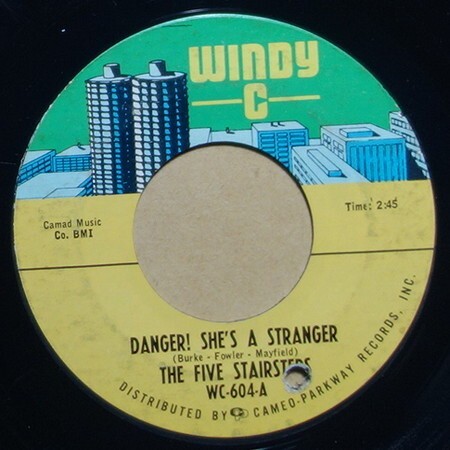 WINDY
C
Camad Music
Co. BMI
Time: 2:45
DANGER! SHE'S A STRANGER
(Burke - Fowler - Mayfield)
THE FIVE STAIRSTEPS
WC-604-A
DISTRIBUTED BY C CAMEO-PARKWAY RECORDS, INC.